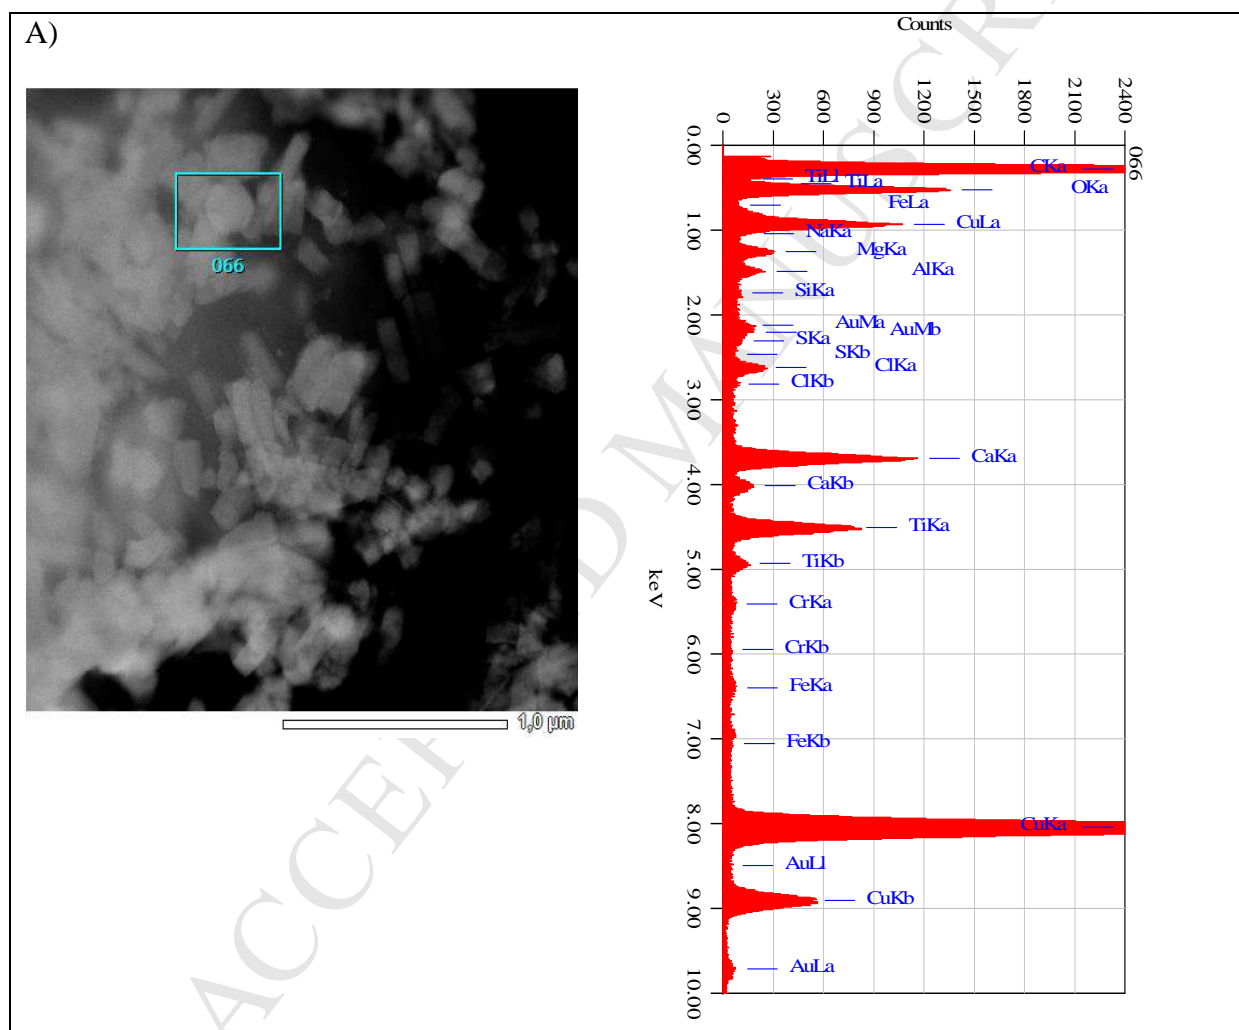 A)
066
1,0 µm
Counts
0 300 600 900 1200 1500 1800 2100 2400
066
0.00
1.00
2.00
3.00
4.00
5.00
6.00
7.00
8.00
9.00
10.00
keV
CKa
TiLl
TiLa
OKa
FeLa
CuLa
NaKa
MgKa
AlKa
SiKa
AuMa
AuMb
SKa
SKb
ClKa
ClKb
CaKa
CaKb
TiKa
TiKb
CrKa
CrKb
FeKa
FeKb
CuKa
AuLl
CuKb
AuLa
ACCEPTED MANUSCRI